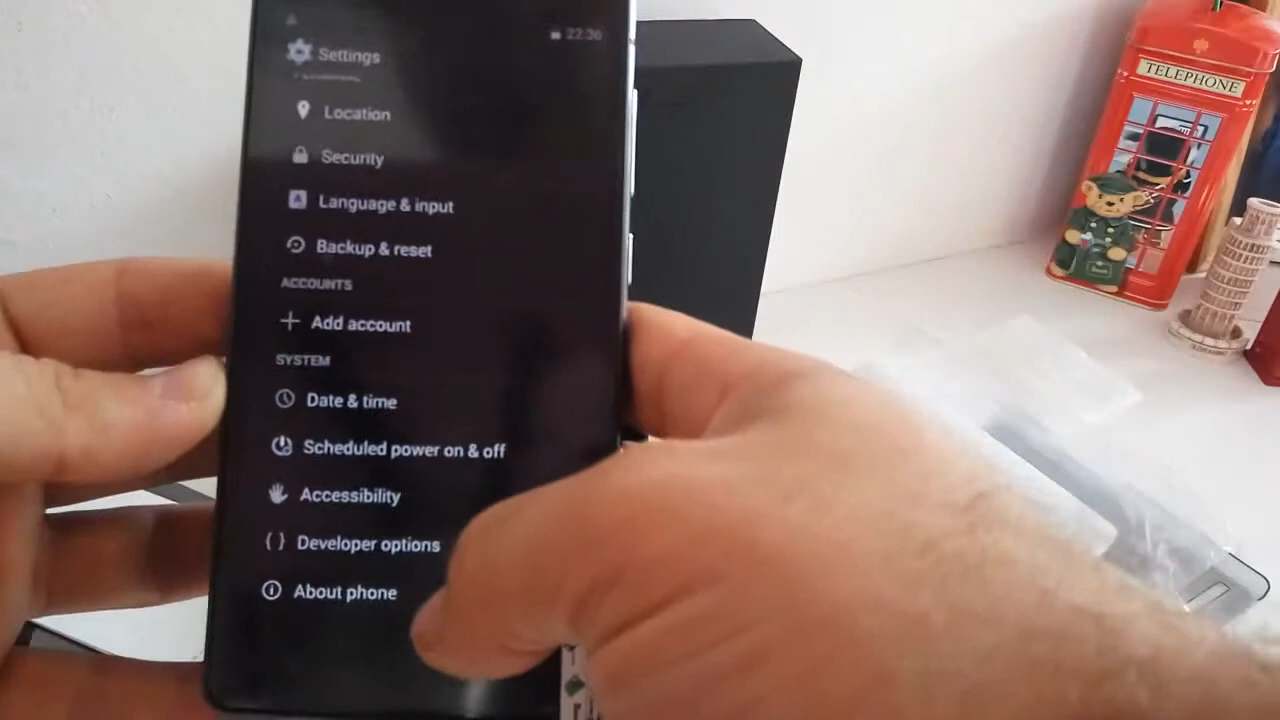 22:36
Settings
Location
Security
Language & input
Backup & reset
ACCOUNTS
Add account
SYSTEM
Date & time
Scheduled power on & off
Accessibility
Developer options
About phone
TELEPHONE